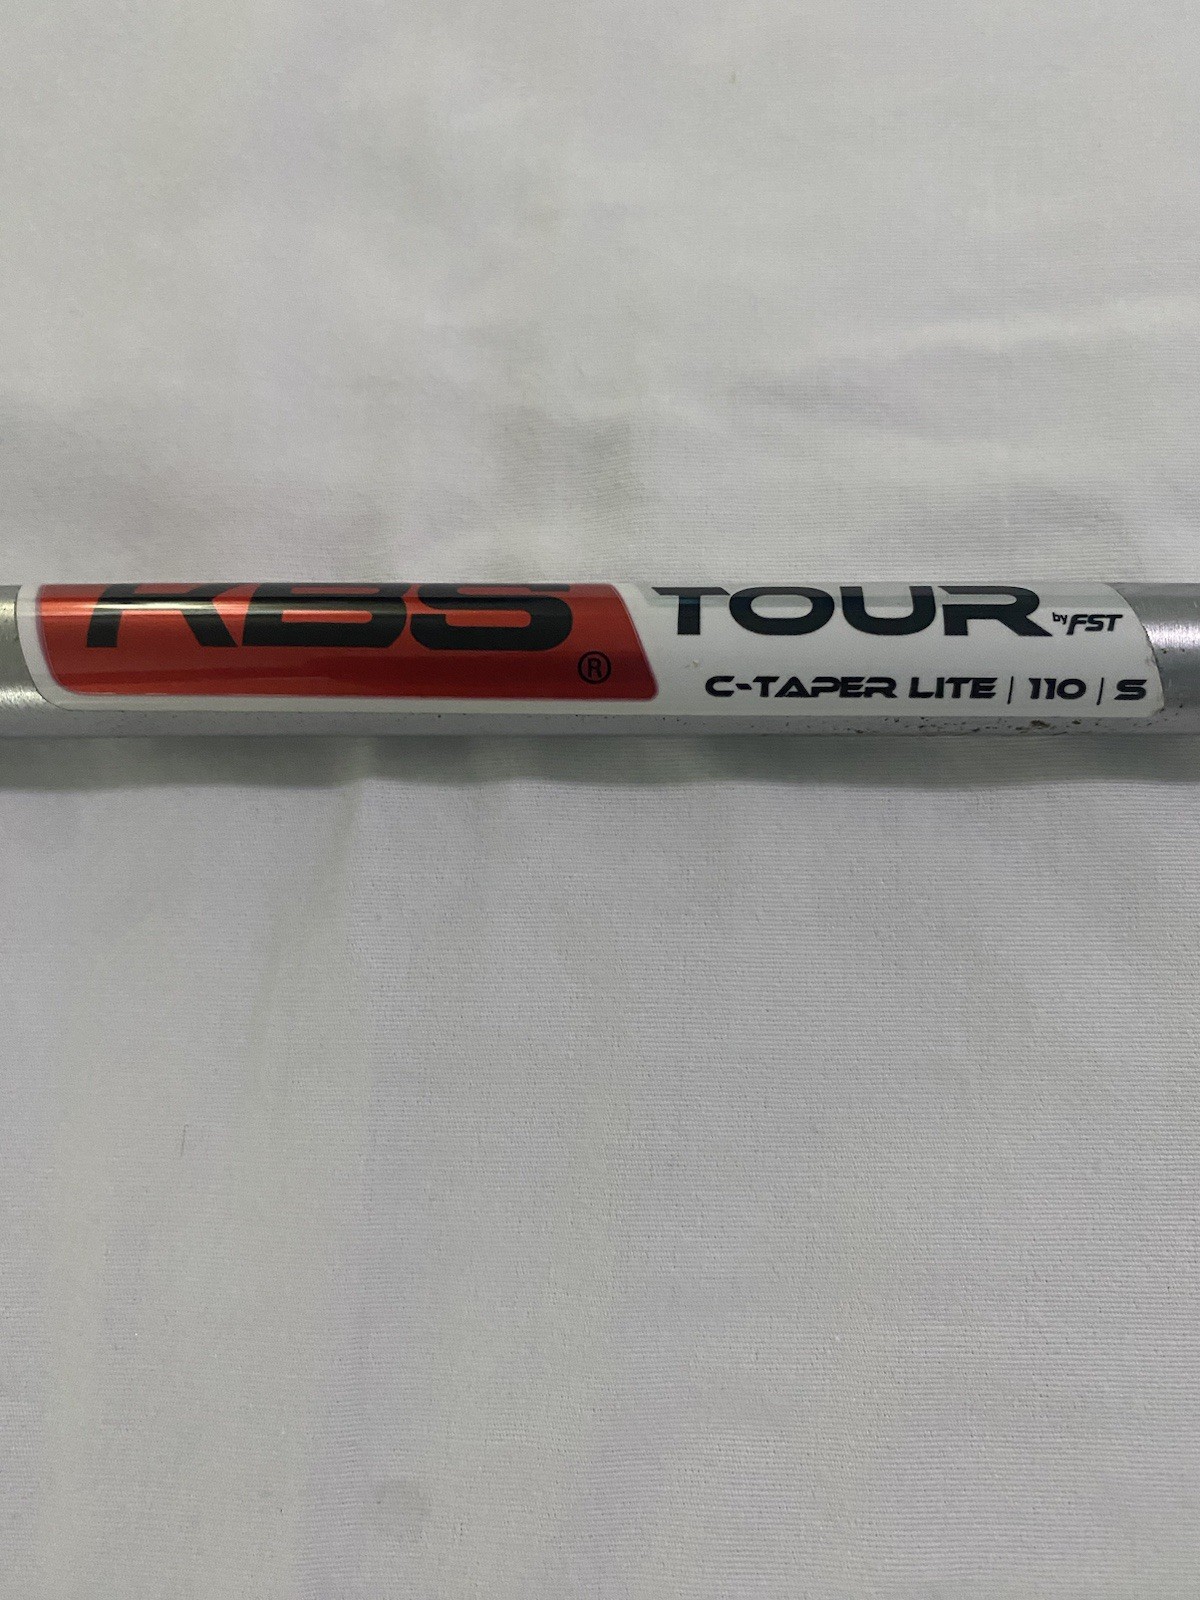 KBS ® TOUR by FST
C-TAPER LITE | 110 | S